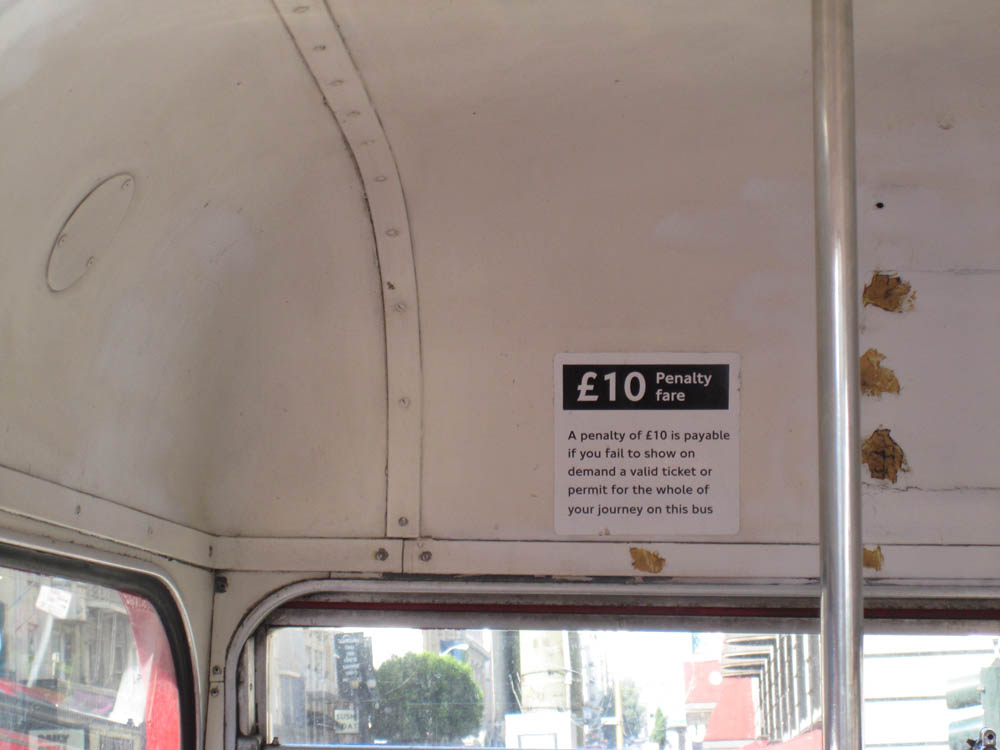 £10 Penalty
fare
A penalty of £10 is payable
if you fail to show on
demand a valid ticket or
permit for the whole of
your journey on this bus